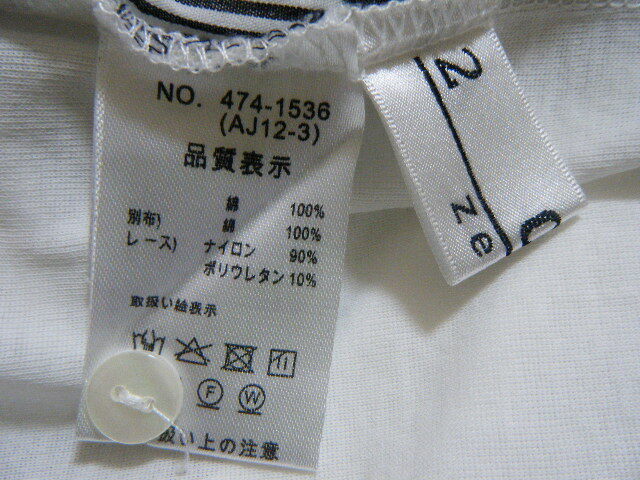 NO. 474-1536
(AJ12-3)
品質表示
綿 100%
別布) 綿 100%
レース) ナイロン 90%
ポリウレタン 10%
取扱い絵表示
F W
扱い上の注意
2
ze